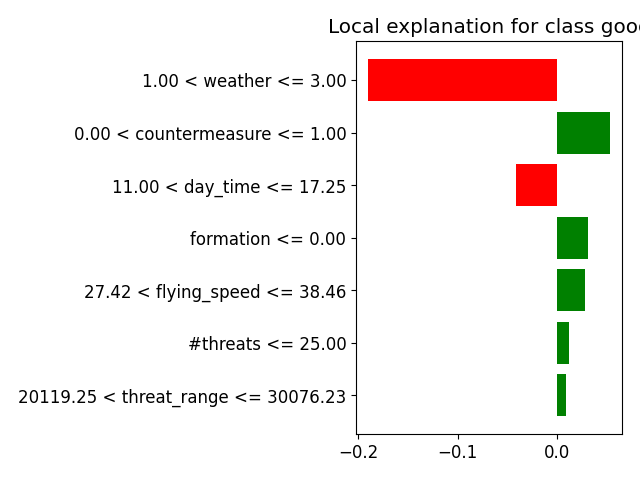 Local explanation for class good
1.00 < weather <= 3.00
0.00 < countermeasure <= 1.00
11.00 < day_time <= 17.25
formation <= 0.00
27.42 < flying_speed <= 38.46
#threats <= 25.00
20119.25 < threat_range <= 30076.23
−0.2 −0.1 0.0